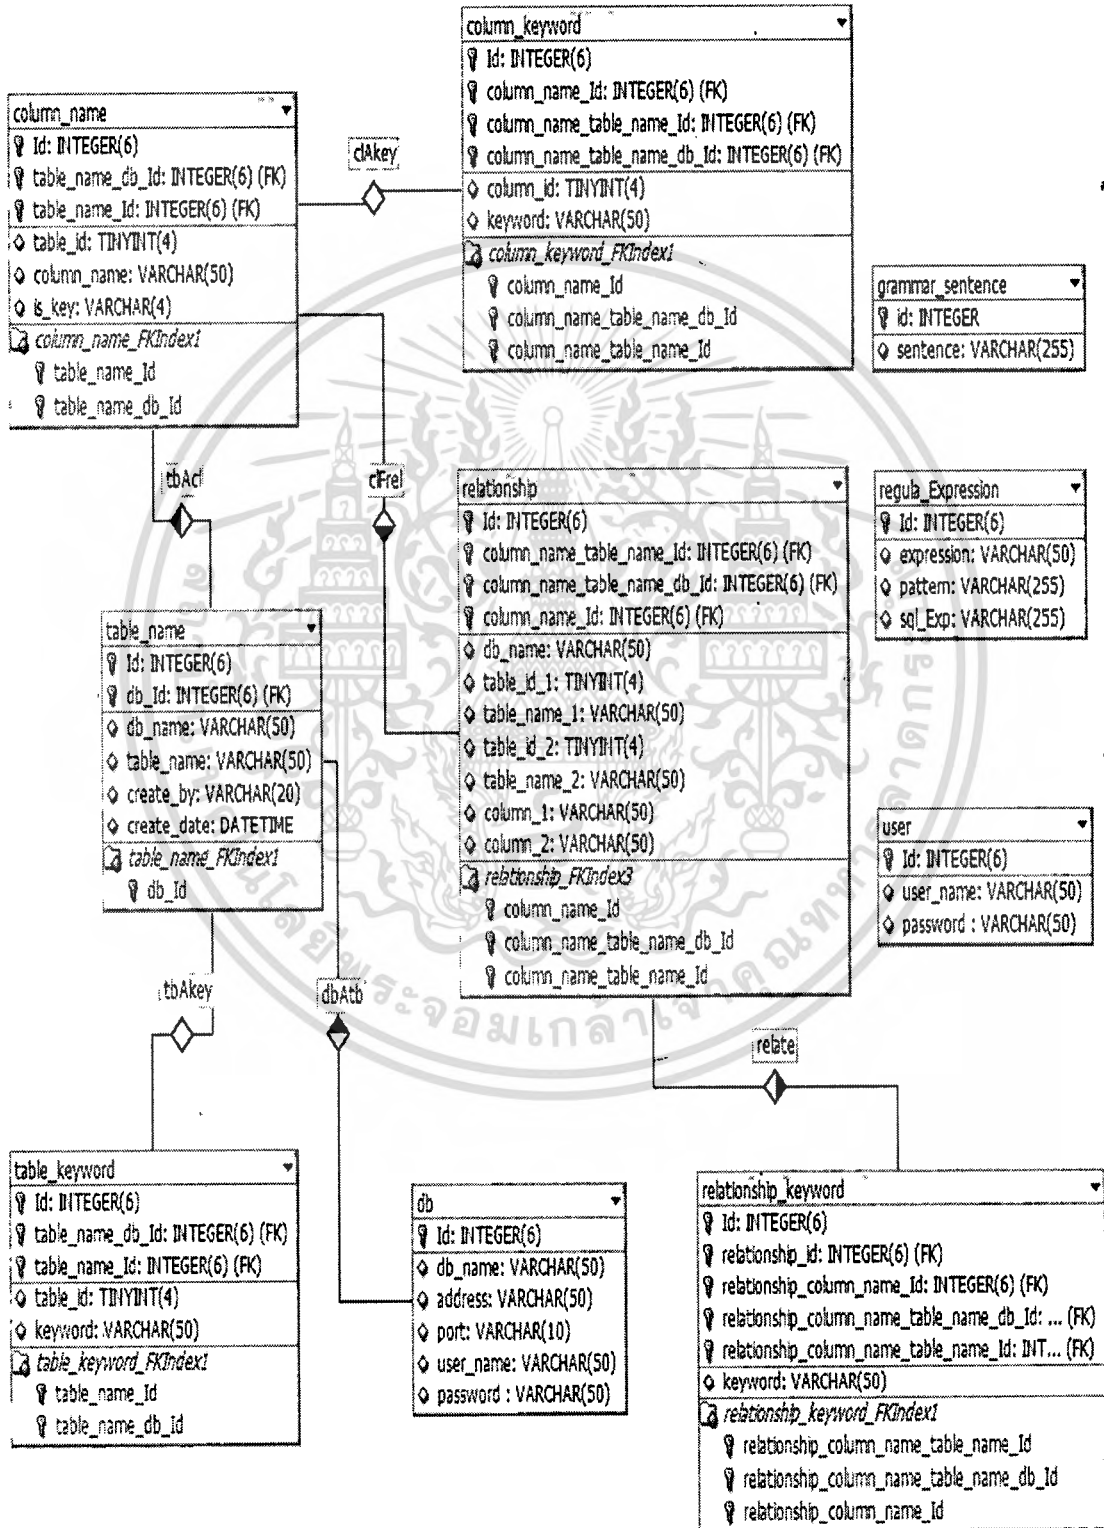 column_keyword
Id: INTEGER(6)
column_name_Id: INTEGER(6) (FK)
column_name_table_name_Id: INTEGER(6) (FK)
column_name_table_name_db_Id: INTEGER(6) (FK)
column_id: TINYINT(4)
keyword: VARCHAR(50)
column_keyword_FKIndex1
column_name_Id
column_name_table_name_db_Id
column_name_table_name_Id
column_name
Id: INTEGER(6)
table_name_db_Id: INTEGER(6) (FK)
table_name_Id: INTEGER(6) (FK)
table_id: TINYINT(4)
column_name: VARCHAR(50)
is_key: VARCHAR(4)
column_name_FKIndex1
table_name_Id
table_name_db_Id
clAkey
grammar_sentence
id: INTEGER
sentence: VARCHAR(255)
tbAcl
clFrel
relationship
Id: INTEGER(6)
column_name_table_name_Id: INTEGER(6) (FK)
column_name_table_name_db_Id: INTEGER(6) (FK)
column_name_Id: INTEGER(6) (FK)
db_name: VARCHAR(50)
table_id_1: TINYINT(4)
table_name_1: VARCHAR(50)
table_id_2: TINYINT(4)
table_name_2: VARCHAR(50)
column_1: VARCHAR(50)
column_2: VARCHAR(50)
relationship_FKIndex3
column_name_Id
column_name_table_name_db_Id
column_name_table_name_Id
regula_Expression
Id: INTEGER(6)
expression: VARCHAR(50)
pattern: VARCHAR(255)
sql_Exp: VARCHAR(255)
table_name
Id: INTEGER(6)
db_Id: INTEGER(6) (FK)
db_name: VARCHAR(50)
table_name: VARCHAR(50)
create_by: VARCHAR(20)
create_date: DATETIME
table_name_FKIndex1
db_Id
user
Id: INTEGER(6)
user_name: VARCHAR(50)
password : VARCHAR(50)
tbAkey
dbAtb
relate
table_keyword
Id: INTEGER(6)
table_name_db_Id: INTEGER(6) (FK)
table_name_Id: INTEGER(6) (FK)
table_id: TINYINT(4)
keyword: VARCHAR(50)
table_keyword_FKIndex1
table_name_Id
table_name_db_Id
db
Id: INTEGER(6)
db_name: VARCHAR(50)
address: VARCHAR(50)
port: VARCHAR(10)
user_name: VARCHAR(50)
password : VARCHAR(50)
relationship_keyword
Id: INTEGER(6)
relationship_id: INTEGER(6) (FK)
relationship_column_name_Id: INTEGER(6) (FK)
relationship_column_name_table_name_db_Id: ... (FK)
relationship_column_name_table_name_Id: INT... (FK)
keyword: VARCHAR(50)
relationship_keyword_FKIndex1
relationship_column_name_table_name_Id
relationship_column_name_table_name_db_Id
relationship_column_name_Id